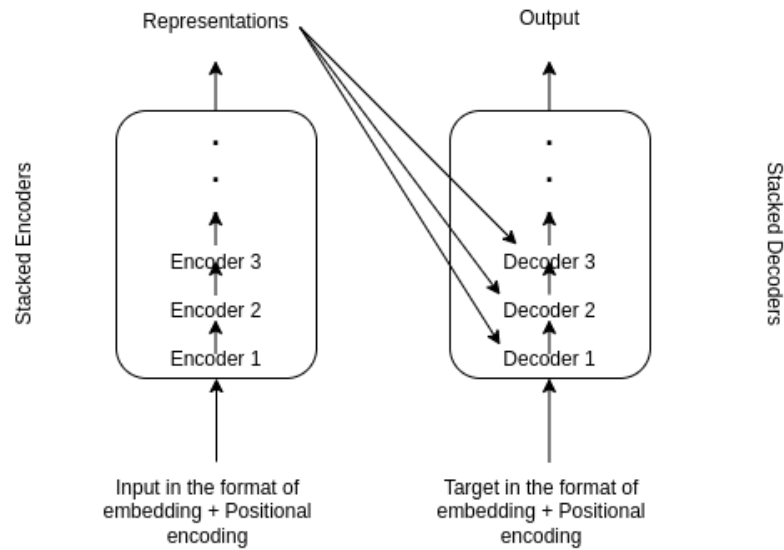 Representations
Output
Stacked Encoders
Encoder 3
Encoder 2
Encoder 1
Decoder 3
Decoder 2
Decoder 1
Stacked Decoders
Input in the format of
embedding + Positional
encoding
Target in the format of
embedding + Positional
encoding